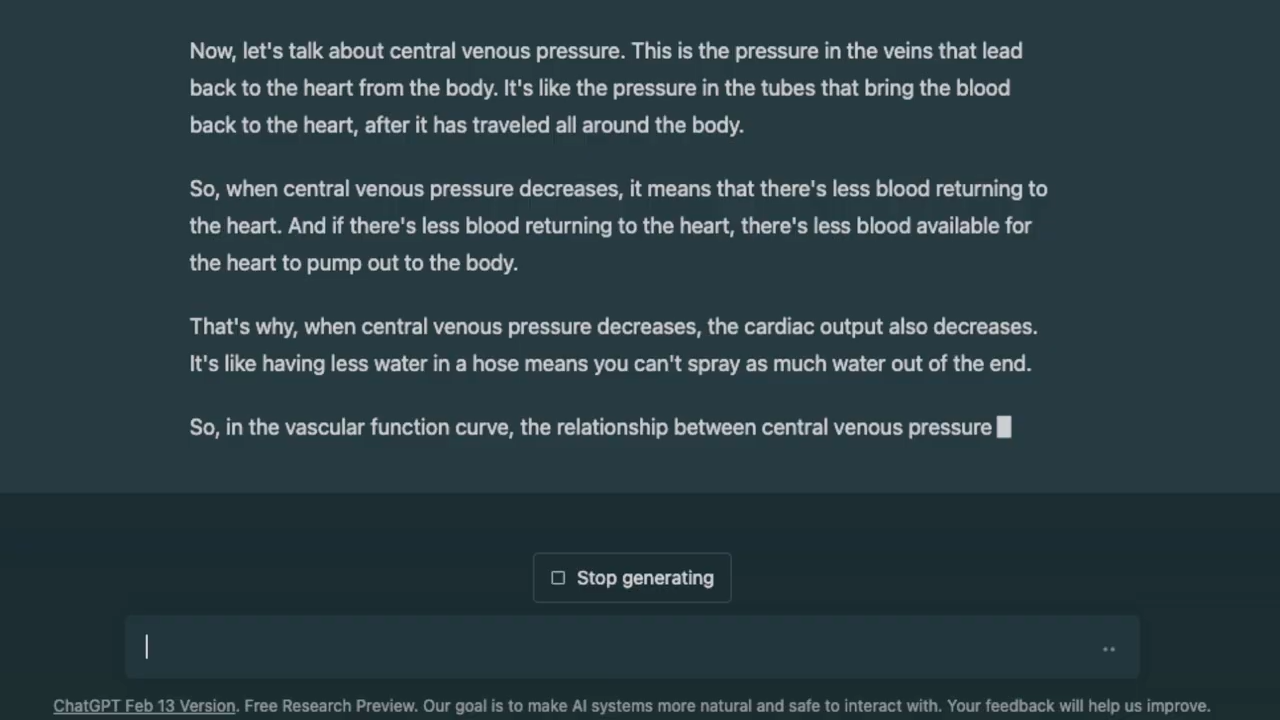 Now, let's talk about central venous pressure. This is the pressure in the veins that lead
back to the heart from the body. It's like the pressure in the tubes that bring the blood
back to the heart, after it has traveled all around the body.
So, when central venous pressure decreases, it means that there's less blood returning to
the heart. And if there's less blood returning to the heart, there's less blood available for
the heart to pump out to the body.
That's why, when central venous pressure decreases, the cardiac output also decreases.
It's like having less water in a hose means you can't spray as much water out of the end.
So, in the vascular function curve, the relationship between central venous pressure
Stop generating
ChatGPT Feb 13 Version. Free Research Preview. Our goal is to make AI systems more natural and safe to interact with. Your feedback will help us improve.